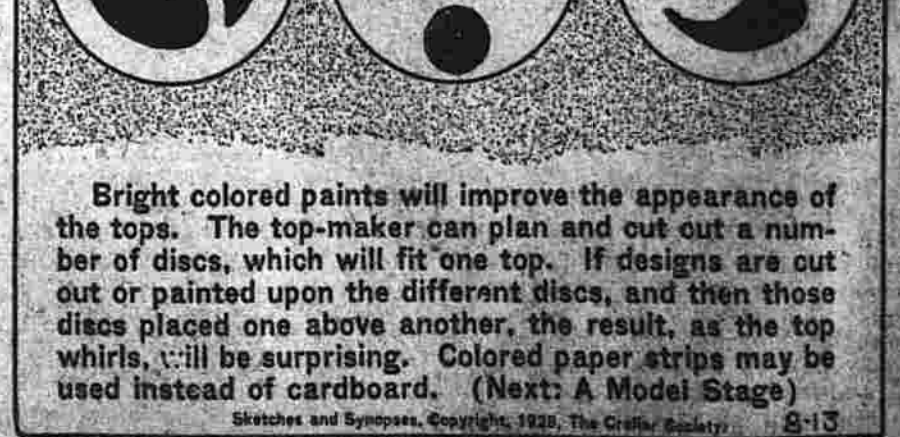 Bright colored paints will improve the appearance of
the tops. The top-maker can plan and cut out a num-
ber of discs, which will fit one top. If designs are cut
out or painted upon the different discs, and then those
discs placed one above another, the result, as the top
whirls, will be surprising. Colored paper strips may be
used instead of cardboard. (Next: A Model Stage)
Sketches and Synopses, Copyright, 1928, The Grolier Society. 8-13